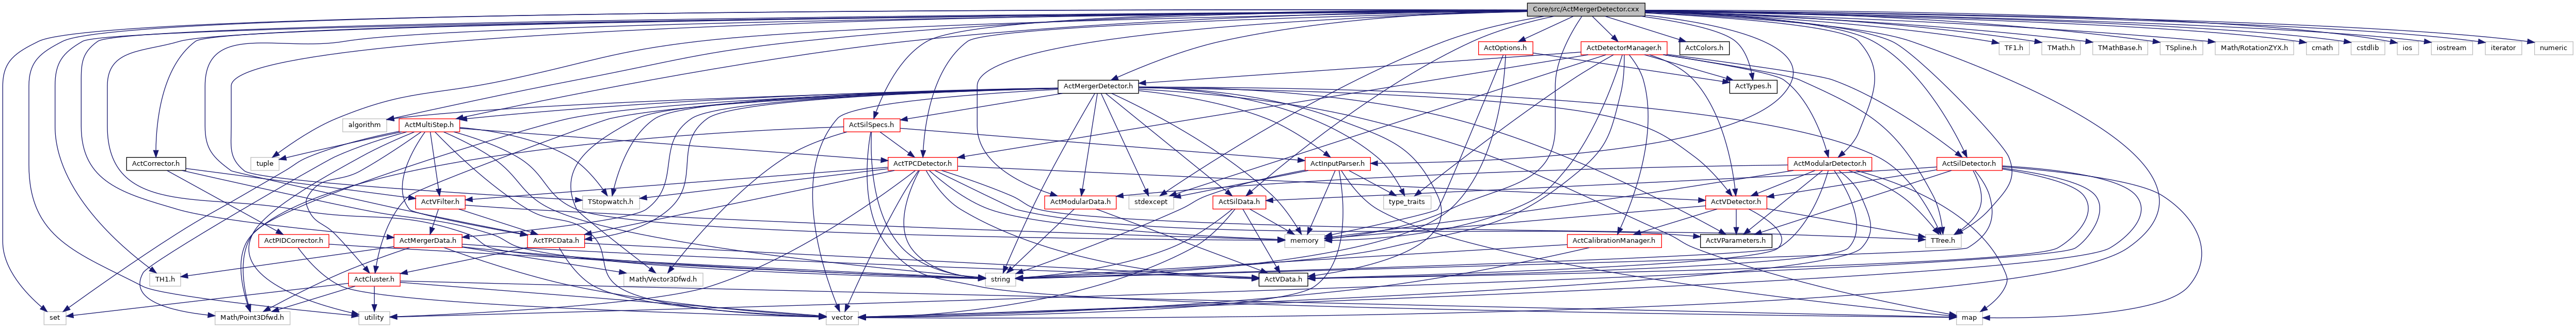 Core/src/ActMergerDetector.cxx
ActOptions.h
ActDetectorManager.h
ActColors.h
TF1.h
TMath.h
TMathBase.h
TSpline.h
Math/RotationZYX.h
cmath
cstdlib
ios
iostream
iterator
numeric
ActMergerDetector.h
ActTypes.h
algorithm
ActMultiStep.h
ActSilSpecs.h
ActCorrector.h
tuple
ActTPCDetector.h
ActInputParser.h
ActModularDetector.h
ActSilDetector.h
ActVFilter.h
TStopwatch.h
ActModularData.h
stdexcept
ActSilData.h
type_traits
ActVDetector.h
ActPIDCorrector.h
ActMergerData.h
ActTPCData.h
memory
ActCalibrationManager.h
ActVParameters.h
TTree.h
TH1.h
ActCluster.h
Math/Vector3Dfwd.h
string
ActVData.h
set
Math/Point3Dfwd.h
utility
vector
map